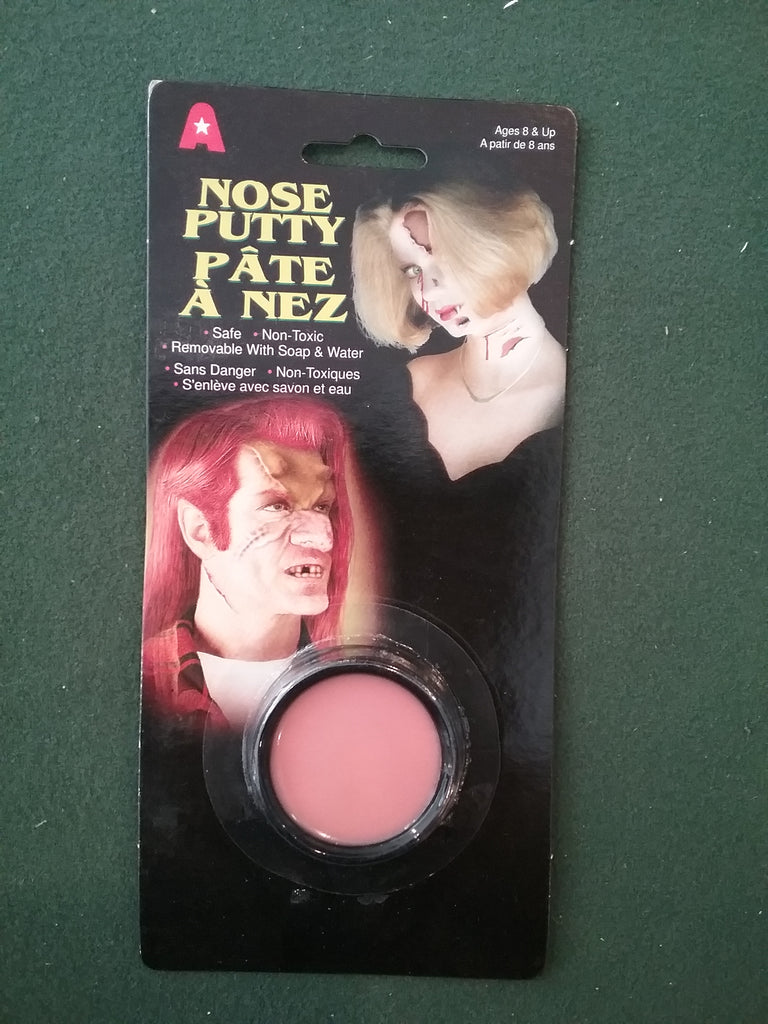 A
Ages 8 & Up
A patir de 8 ans
NOSE
PUTTY
PÂTE
À NEZ
• Safe • Non-Toxic
• Removable With Soap & Water
• Sans Danger • Non-Toxiques
• S'enlève avec savon et eau